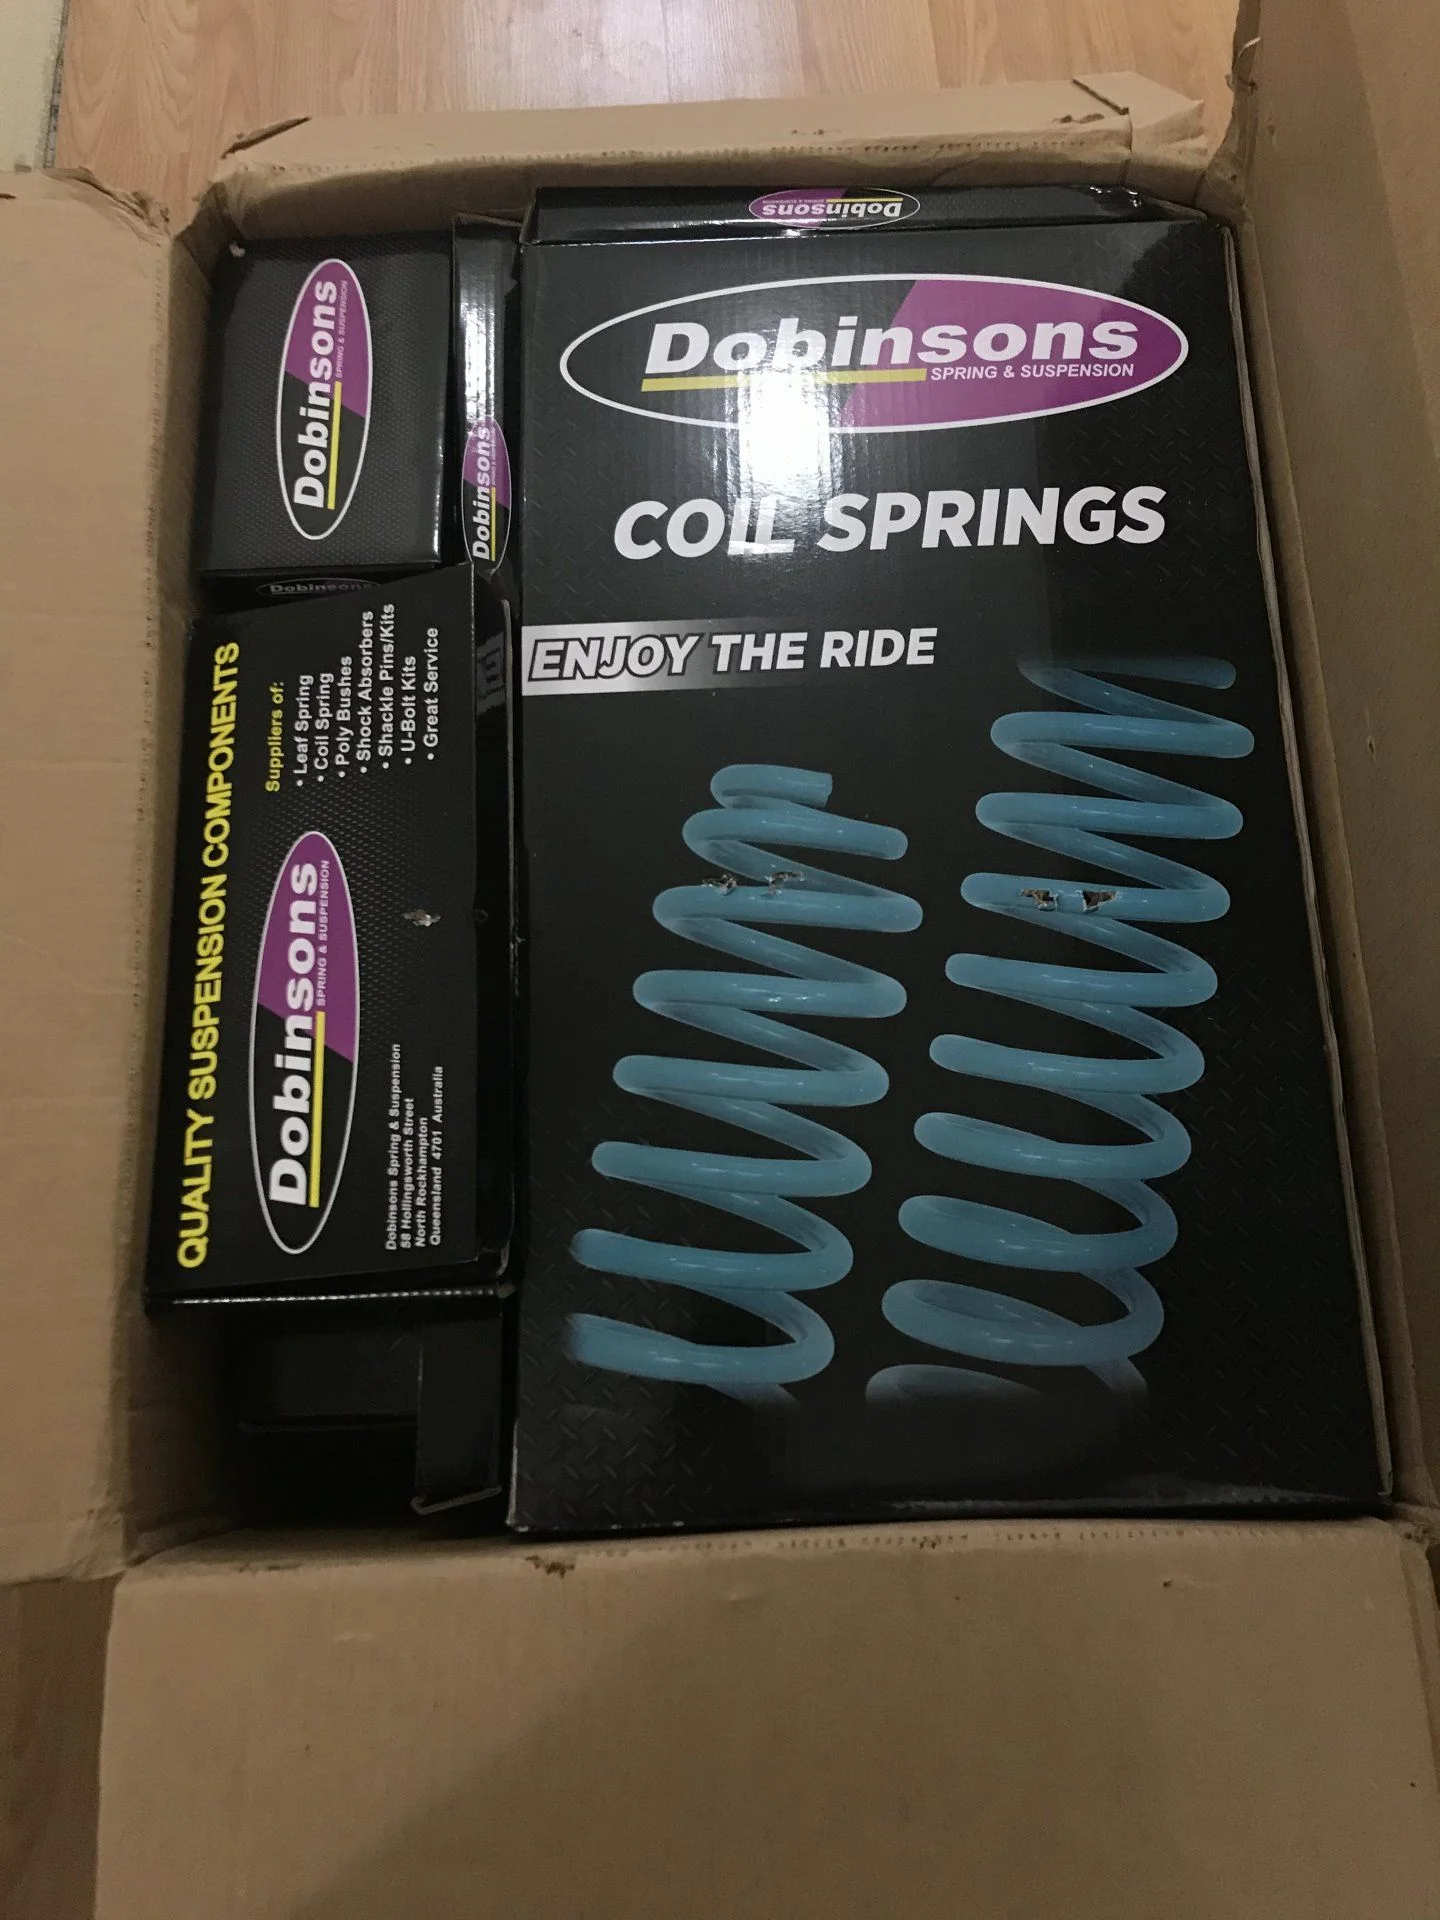 Dobinsons
SPRING & SUSPENSION
Dobinsons
SPRING & SUSPENSION
COIL SPRINGS
ENJOY THE RIDE
Dobinsons
SPRING & SUSPENSION
Dobinsons
Dobinsons
QUALITY SUSPENSION COMPONENTS
Suppliers of:
• Leaf Spring
• Coil Spring
• Poly Bushes
• Shock Absorbers
• Shackle Pins/Kits
• U-Bolt Kits
• Great Service
Dobinsons
SPRING & SUSPENSION
Dobinsons Spring & Suspension
58 Hollingsworth Street
North Rockhampton
Queensland 4701 Australia